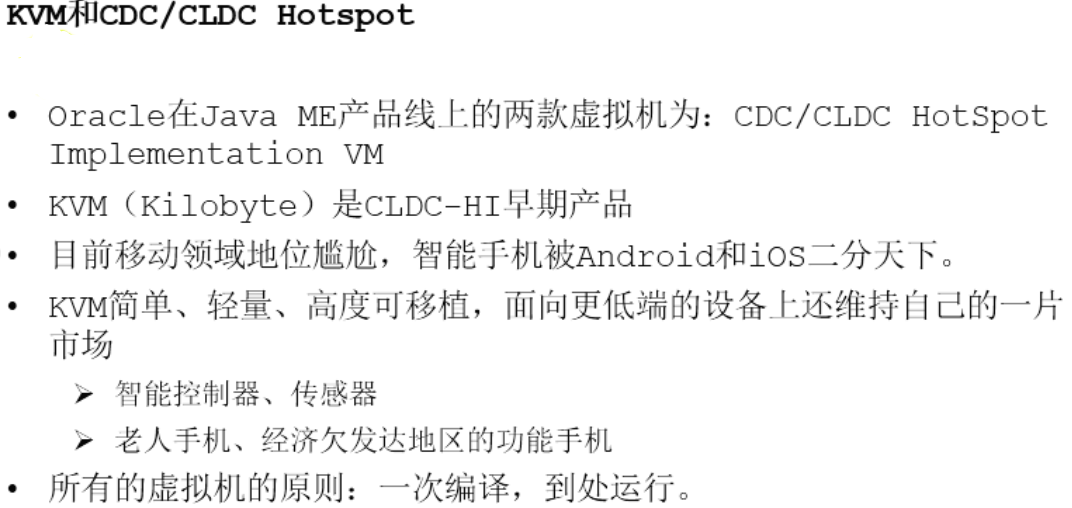 KVM和CDC/CLDC Hotspot
• Oracle在Java ME产品线上的两款虚拟机为：CDC/CLDC HotSpot
Implementation VM
• KVM（Kilobyte）是CLDC-HI早期产品
• 目前移动领域地位尴尬，智能手机被Android和iOS二分天下。
• KVM简单、轻量、高度可移植，面向更低端的设备上还维持自己的一片
市场
➢ 智能控制器、传感器
➢ 老人手机、经济欠发达地区的功能手机
• 所有的虚拟机的原则：一次编译，到处运行。